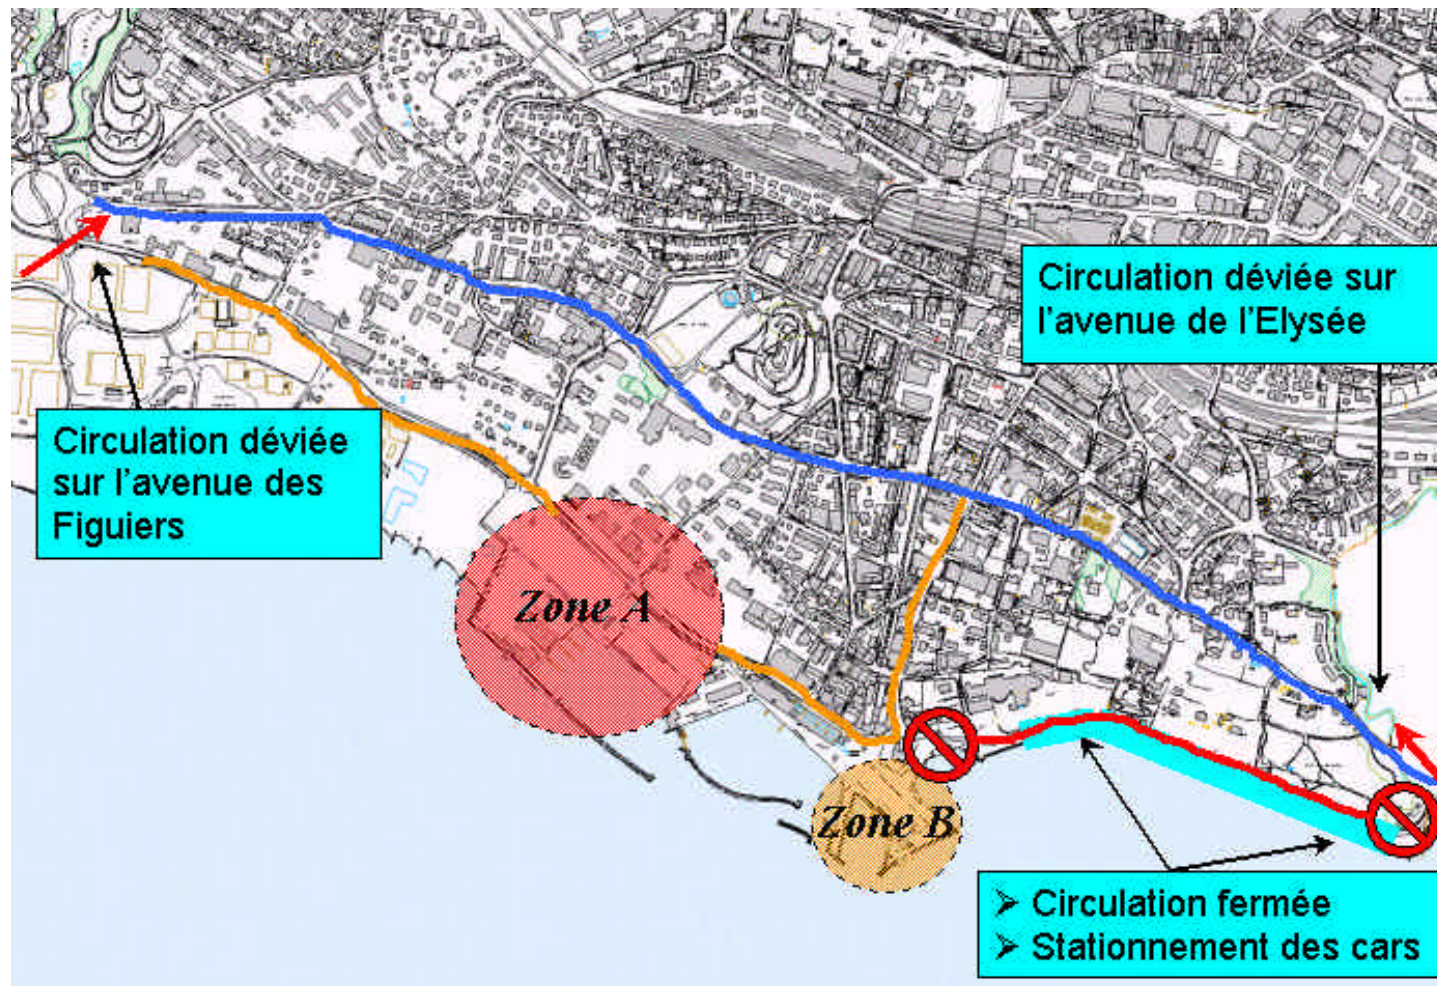 Circulation déviée sur
l'avenue de l'Elysée
Circulation déviée
sur l'avenue des
Figuiers
Zone A
Zone B
➢ Circulation fermée
➢ Stationnement des cars